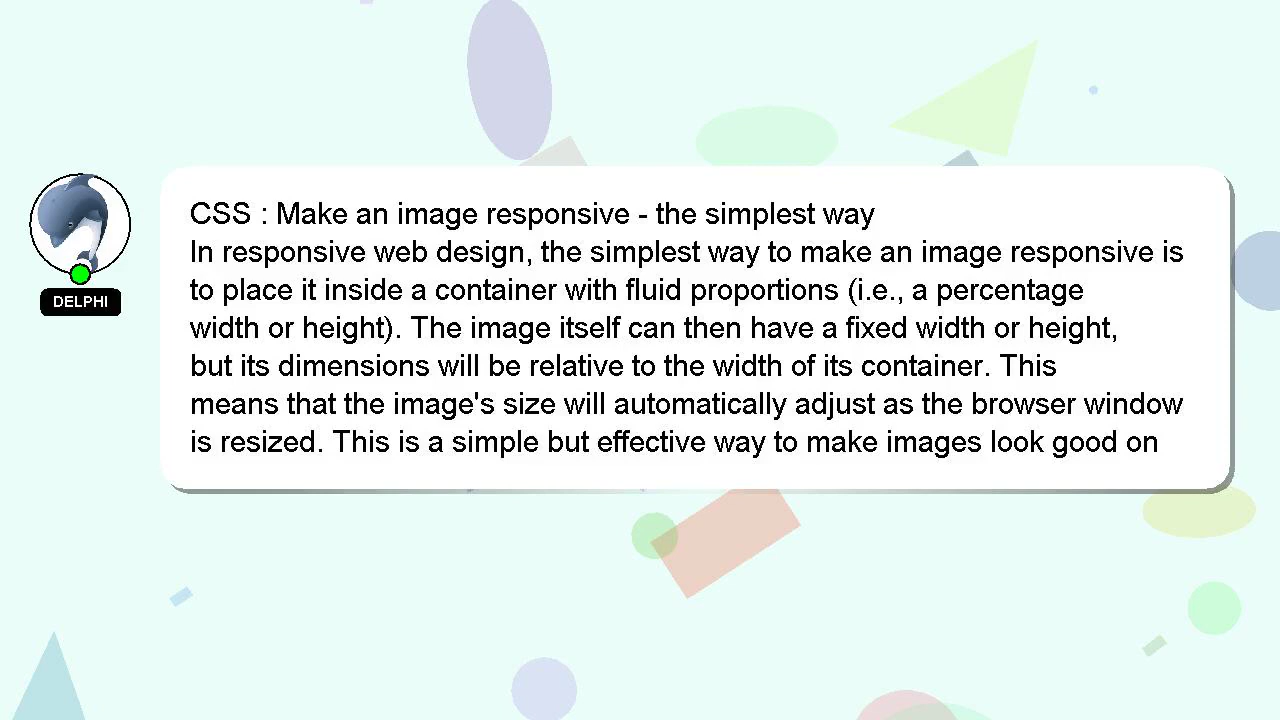 DELPHI
CSS : Make an image responsive - the simplest way
In responsive web design, the simplest way to make an image responsive is
to place it inside a container with fluid proportions (i.e., a percentage
width or height). The image itself can then have a fixed width or height,
but its dimensions will be relative to the width of its container. This
means that the image's size will automatically adjust as the browser window
is resized. This is a simple but effective way to make images look good on